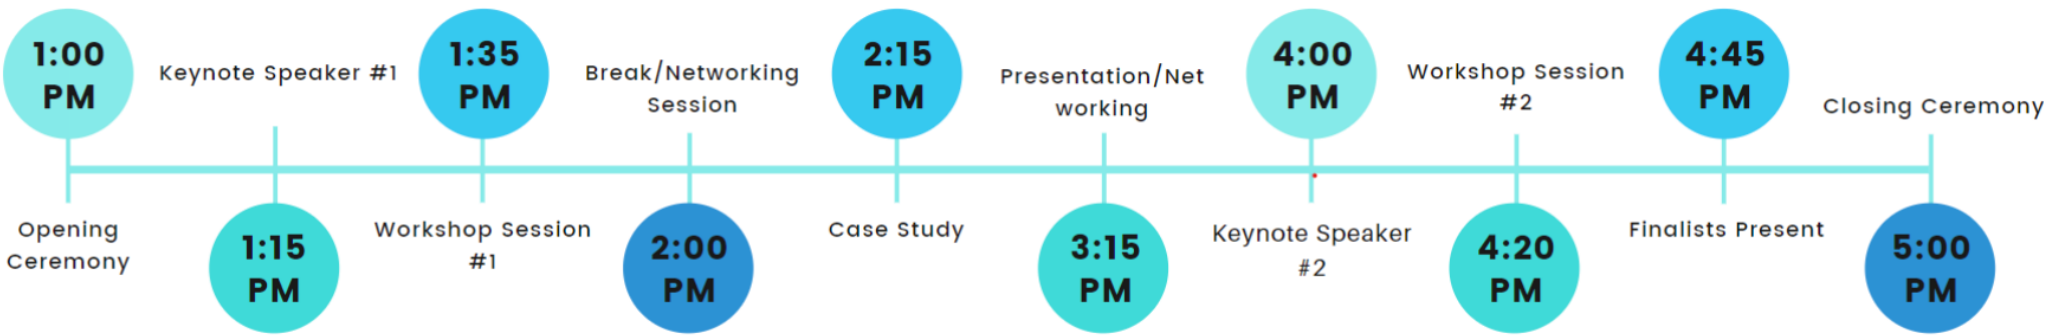 1:00
PM
Opening
Ceremony
Keynote Speaker #1
1:15
PM
1:35
PM
Workshop Session
#1
Break/Networking
Session
2:00
PM
2:15
PM
Case Study
Presentation/Net
working
3:15
PM
4:00
PM
Keynote Speaker
#2
Workshop Session
#2
4:20
PM
4:45
PM
Finalists Present
Closing Ceremony
5:00
PM